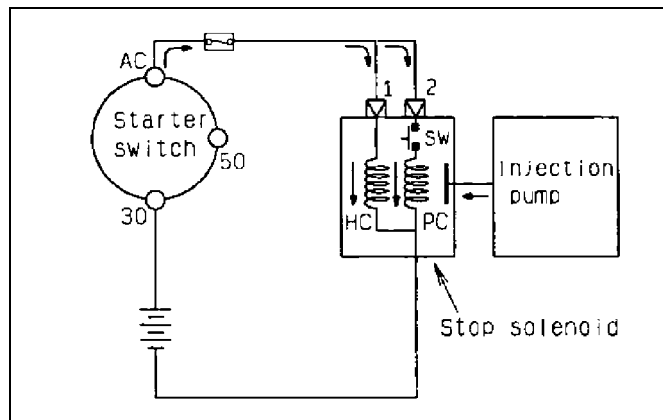 AC
Starter
switch
50
30
1
2
SW
HC
PC
Injection
pump
Stop solenoid